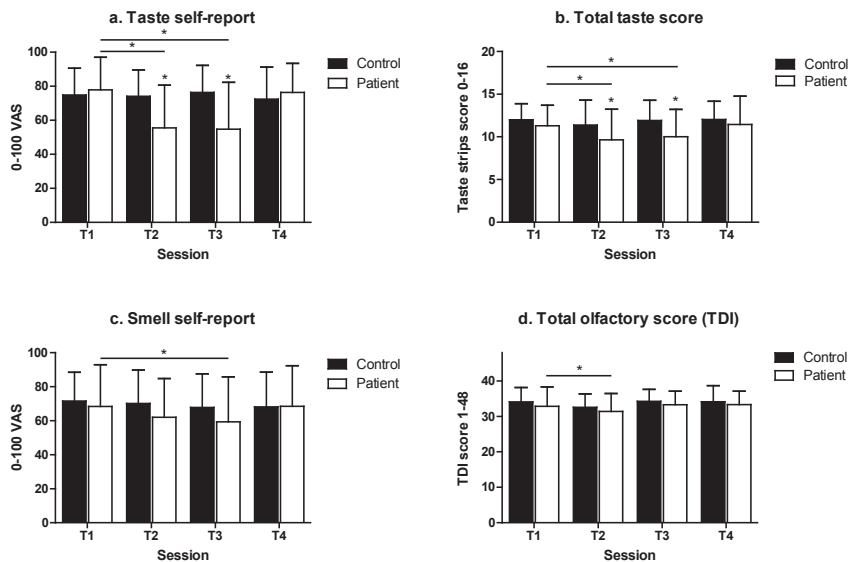 a. Taste self-report
*
*
* *
100
80
60
40
20
0
0-100 VAS
T1 T2 T3 T4
Session
Control
Patient
b. Total taste score
*
*
* *
20
15
10
5
0
Taste strips score 0-16
T1 T2 T3 T4
Session
Control
Patient
c. Smell self-report
*
100
80
60
40
20
0
0-100 VAS
T1 T2 T3 T4
Session
Control
Patient
d. Total olfactory score (TDI)
*
40
30
20
10
0
TDI score 1-48
T1 T2 T3 T4
Session
Control
Patient